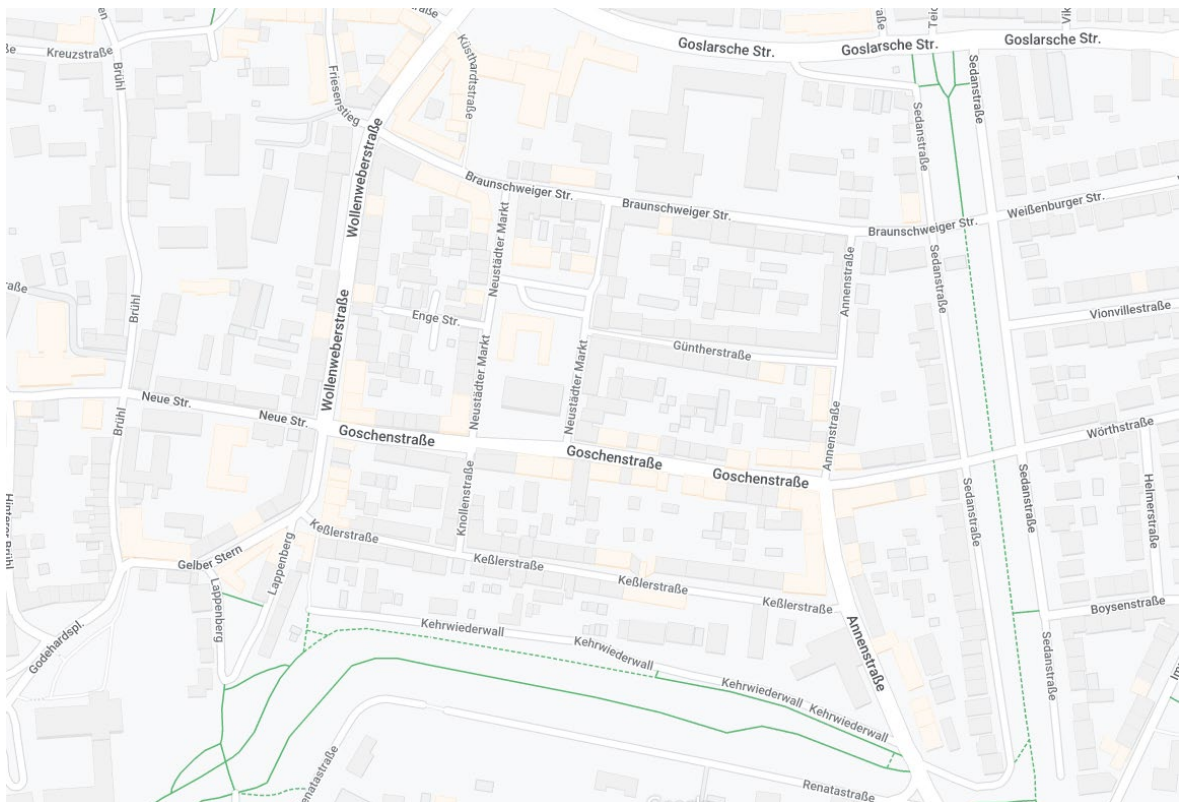 Goslarsche Str.
Goslarsche Str.
Goslarsche Str.
Kreuzstraße
Brühl
Friesenstieg
Küsthardtstraße
Sedanstraße
Sedanstraße
Wollenweberstraße
Braunschweiger Str.
Braunschweiger Str.
Braunschweiger Str.
Weißenburger Str.
Neustädter Markt
Annenstraße
Sedanstraße
Brühl
Enge Str.
Vionvillestraße
Güntherstraße
Wollenweberstraße
Neustädter Markt
Neustädter Markt
Neue Str.
Neue Str.
Brühl
Goschenstraße
Goschenstraße
Goschenstraße
Annenstraße
Wörthstraße
Knollenstraße
Sedanstraße
Sedanstraße
Helmerstraße
Hinterer Brühl
Keßlerstraße
Keßlerstraße
Keßlerstraße
Keßlerstraße
Gelber Stern
Lappenberg
Lappenberg
Godehardspl.
Boysenstraße
Kehrwiederwall
Kehrwiederwall
Kehrwiederwall
Kehrwiederwall
Annenstraße
Sedanstraße
Renatastraße